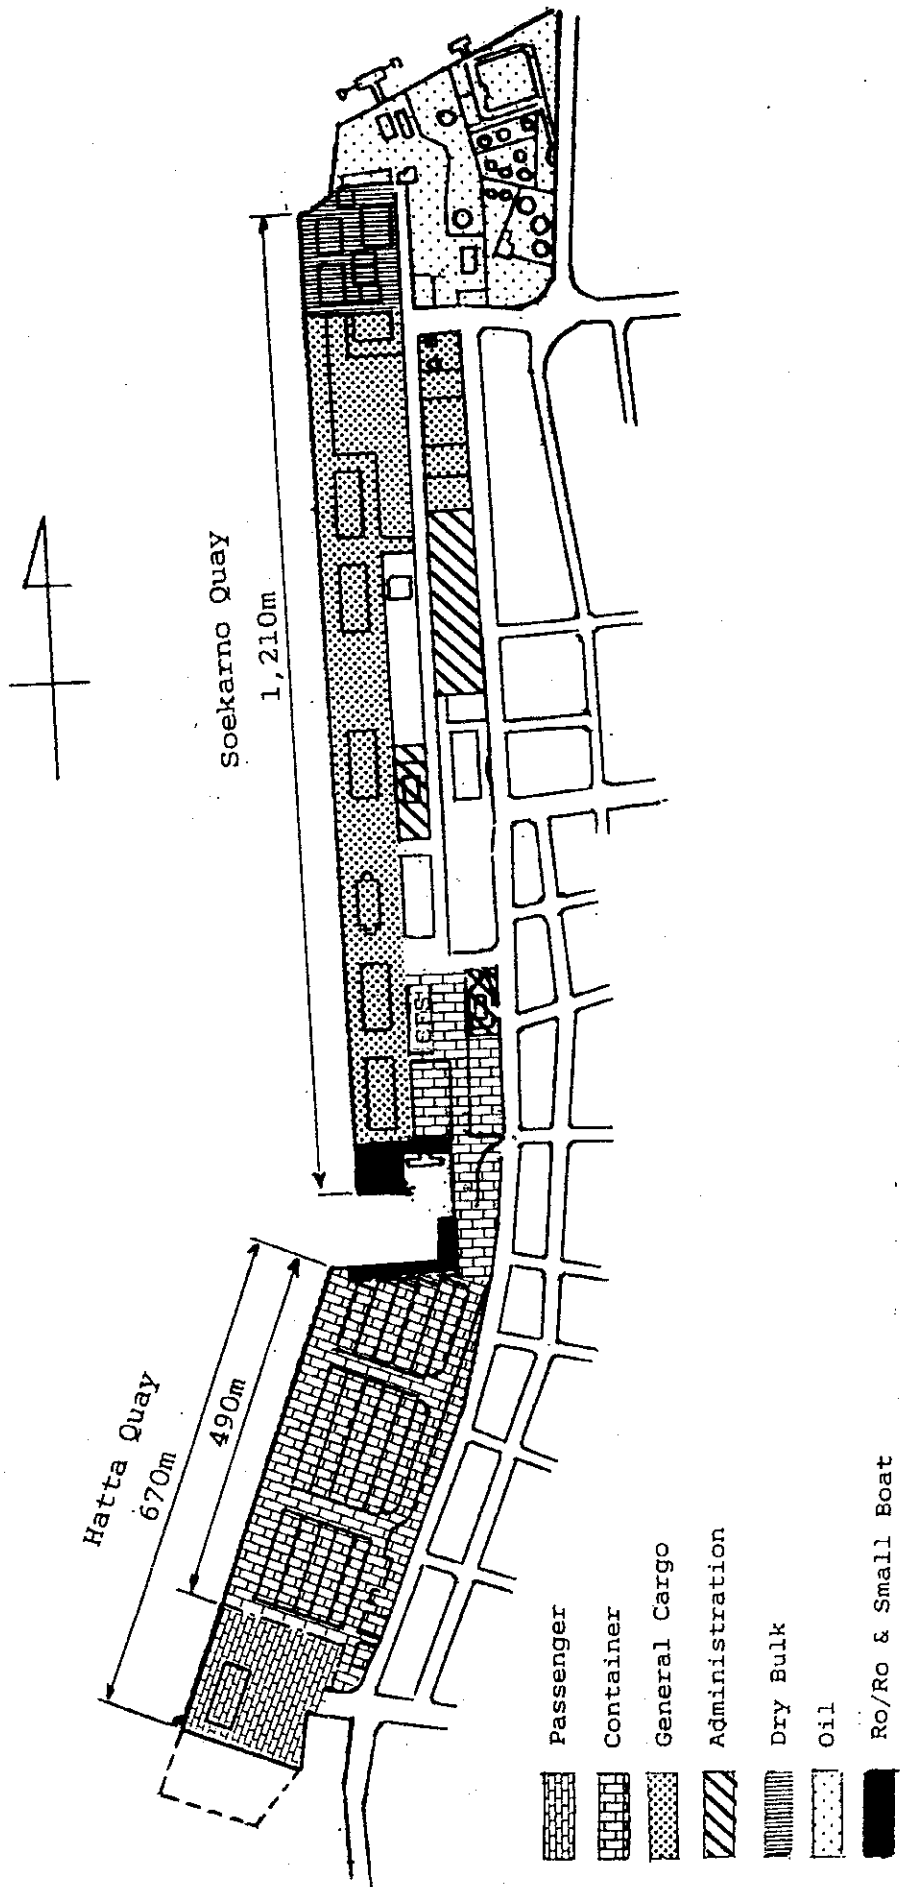 Soekarno Quay
1,210m
Hatta Quay
670m
490m
CFS
Passenger
Container
General Cargo
Administration
Dry Bulk
Oil
Ro/Ro & Small Boat